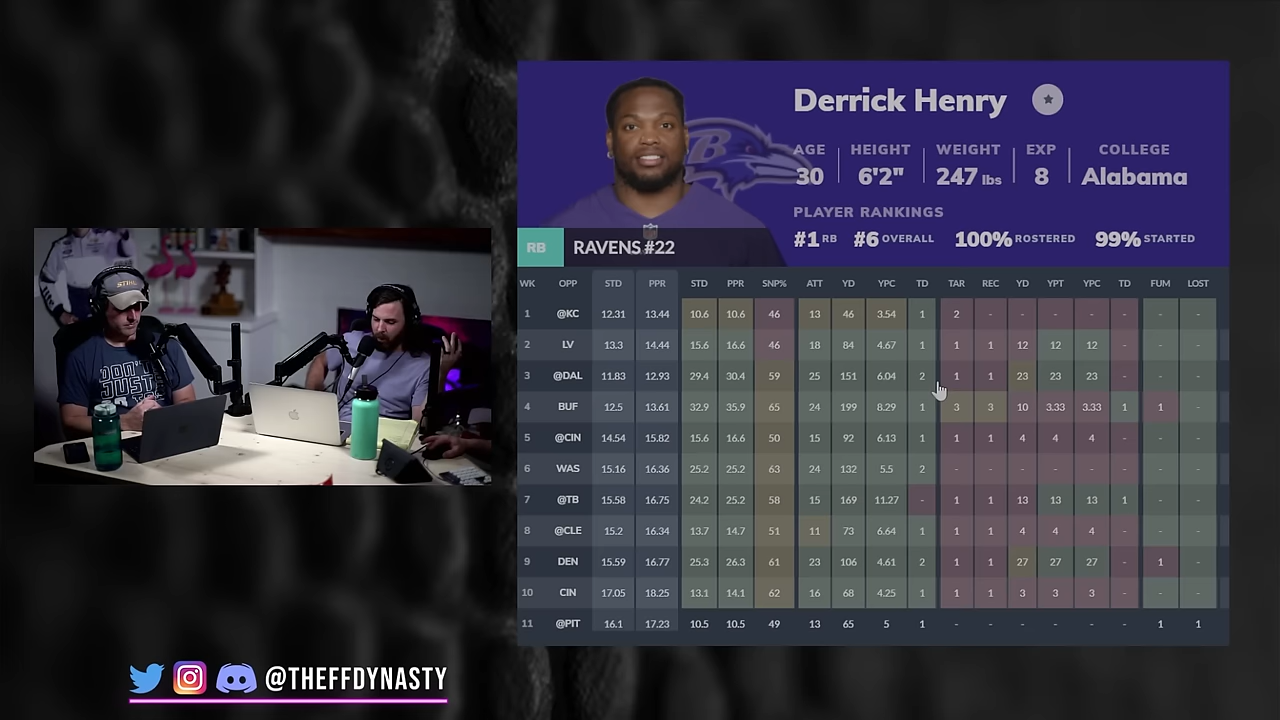 Derrick Henry
AGE HEIGHT WEIGHT EXP COLLEGE
30 6'2" 247 lbs 8 Alabama
PLAYER RANKINGS
#1 RB #6 OVERALL 100% ROSTERED 99% STARTED
RB RAVENS #22
WK OPP STD PPR STD PPR SNP% ATT YD YPC TD TAR REC YD YPT YPC TD FUM LOST
1 @KC 12.31 13.44 10.6 10.6 46 13 46 3.54 1 2 - - - - - - -
2 LV 13.3 14.44 15.6 16.6 46 18 84 4.67 1 1 1 12 12 12 - - -
3 @DAL 11.83 12.93 29.4 30.4 59 25 151 6.04 2 1 1 23 23 23 - - -
4 BUF 12.5 13.61 32.9 35.9 65 24 199 8.29 1 3 3 10 3.33 3.33 1 1 -
5 @CIN 14.54 15.82 15.6 16.6 50 15 92 6.13 1 1 1 4 4 4 - - -
6 WAS 15.16 16.36 25.2 25.2 63 24 132 5.5 2 - - - - - - - -
7 @TB 15.58 16.75 24.2 25.2 58 15 169 11.27 - 1 1 13 13 13 1 - -
8 @CLE 15.2 16.34 13.7 14.7 51 11 73 6.64 1 1 1 4 4 4 - - -
9 DEN 15.59 16.77 25.3 26.3 61 23 106 4.61 2 1 1 27 27 27 - 1 -
10 CIN 17.05 18.25 13.1 14.1 62 16 68 4.25 1 1 1 3 3 3 - - -
11 @PIT 16.1 17.23 10.5 10.5 49 13 65 5 1 - - - - - - 1 1
DON'T
JUST
@THEFFDYNASTY